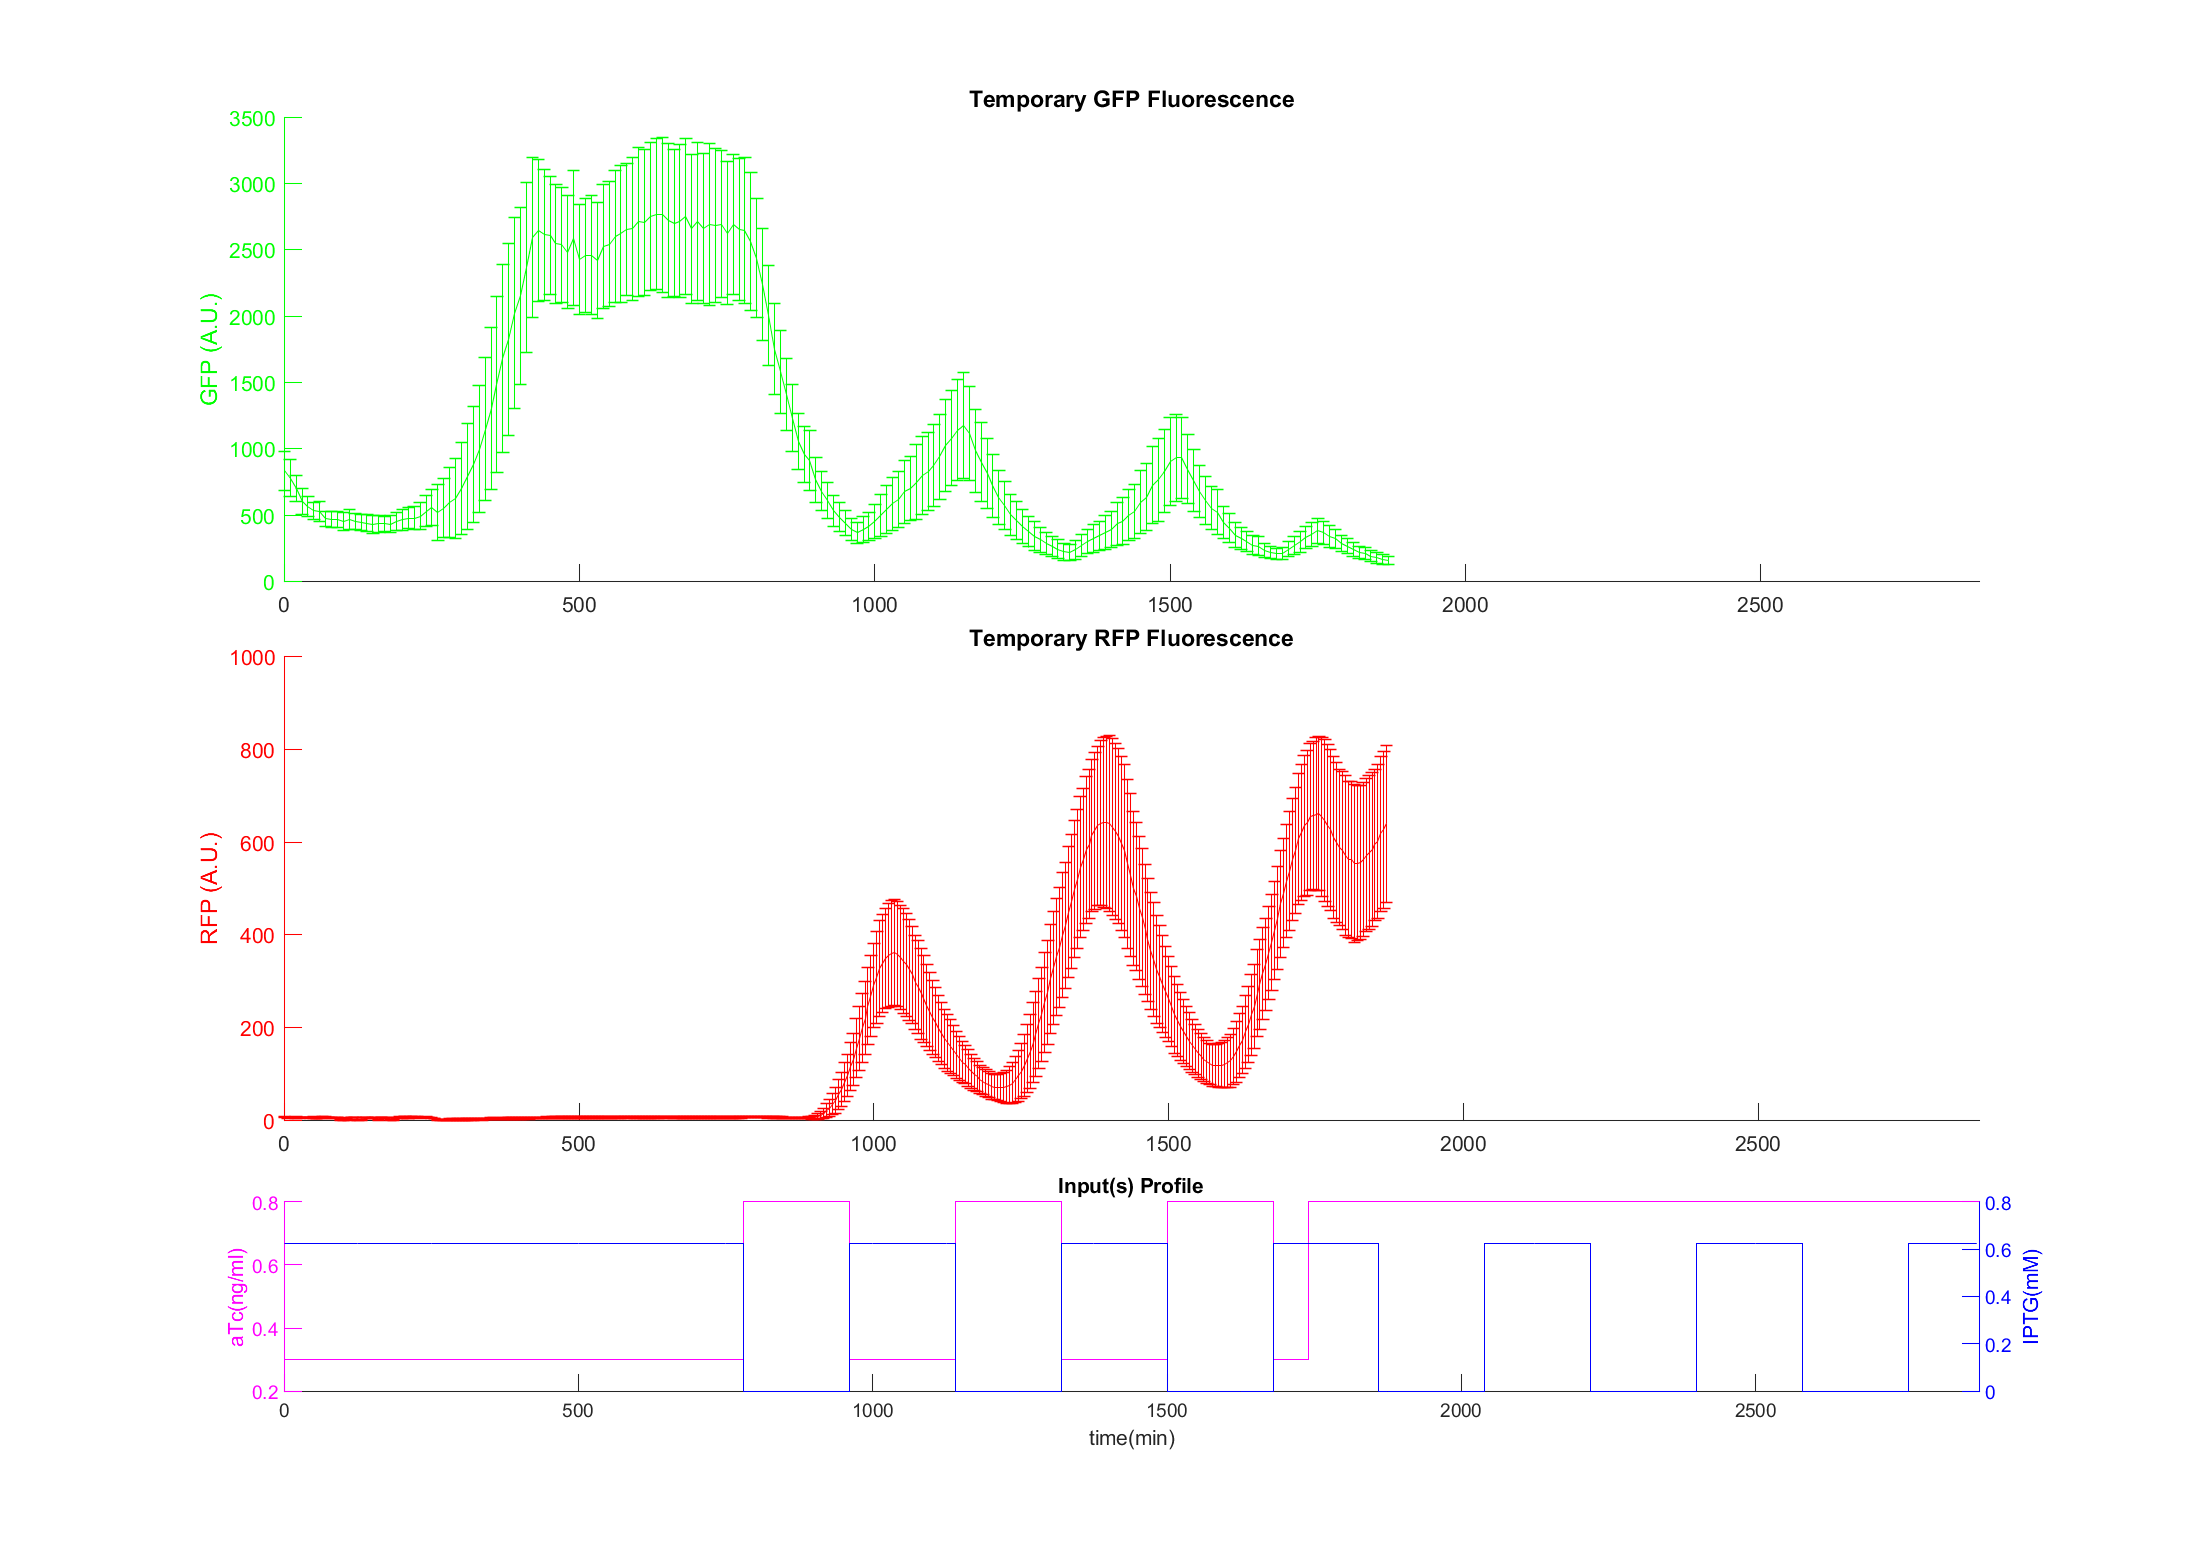 Temporary GFP Fluorescence
3500
3000
2500
2000
1500
1000
500
0
GFP (A.U.)
0 500 1000 1500 2000 2500
Temporary RFP Fluorescence
1000
800
600
400
200
0
RFP (A.U.)
0 500 1000 1500 2000 2500
Input(s) Profile
0.8
0.6
0.4
0.2
aTc(ng/ml)
0.8
0.6
0.4
0.2
0
IPTG(mM)
0 500 1000 1500 2000 2500
time(min)